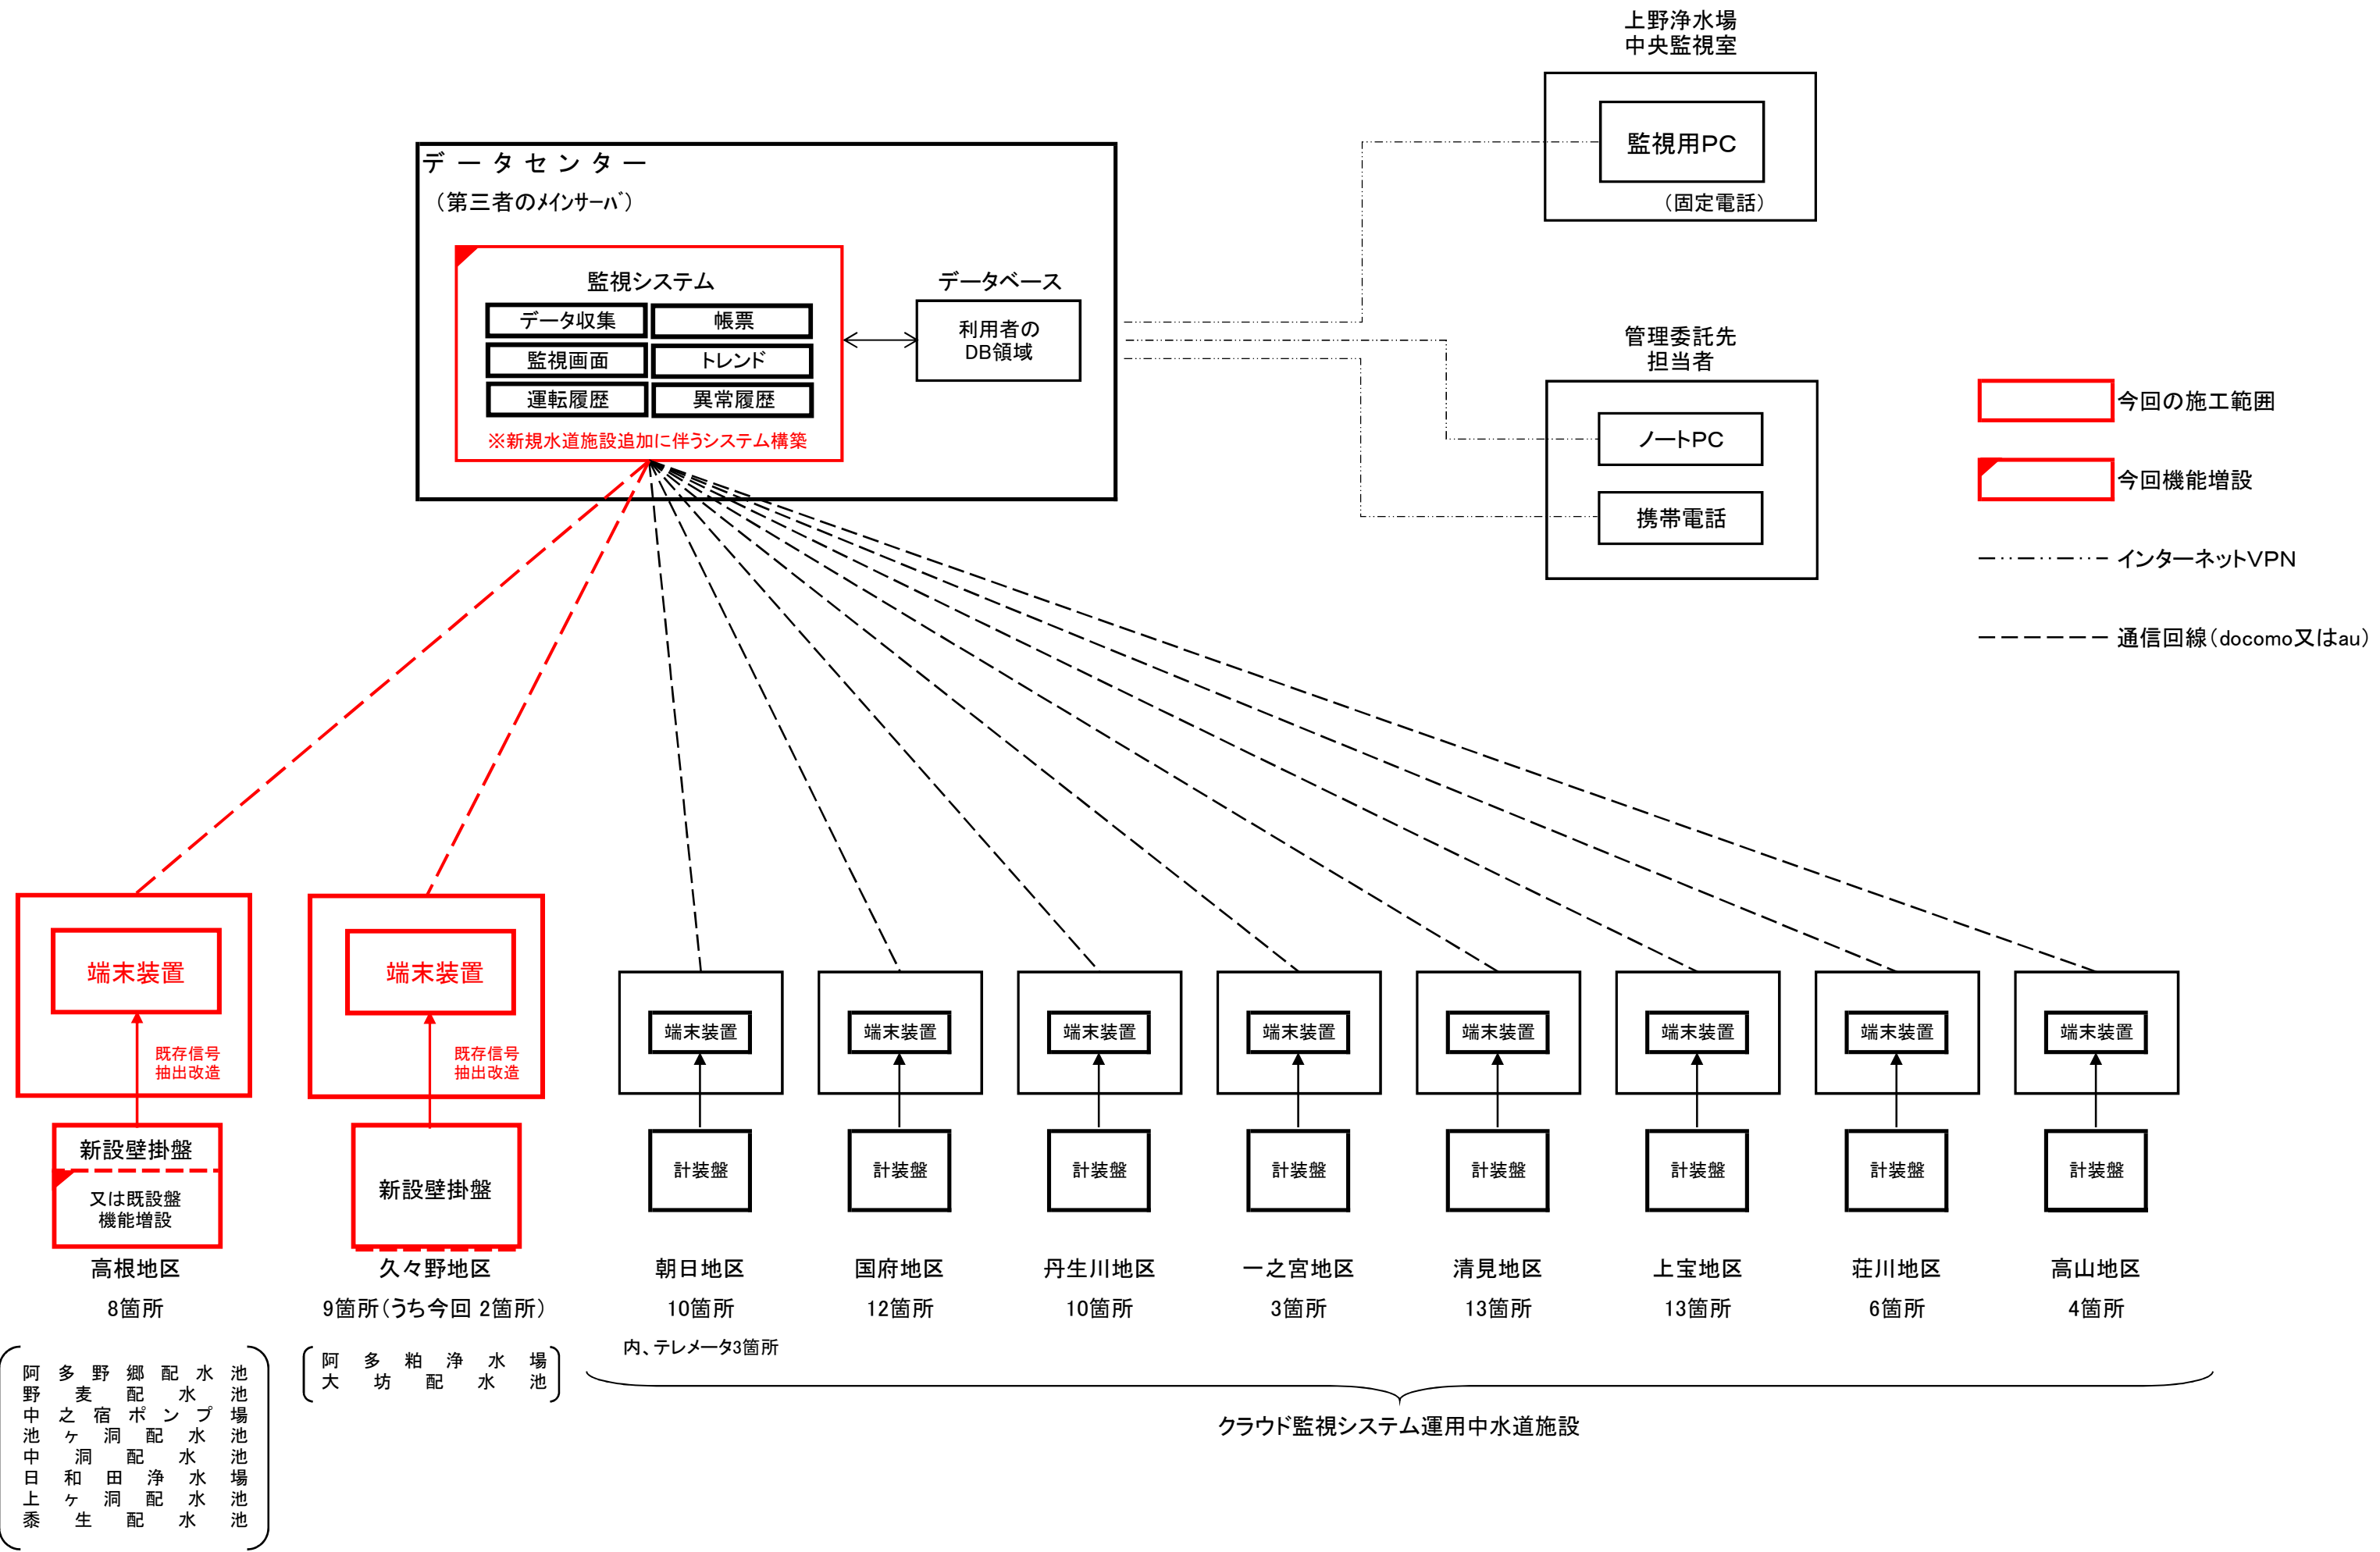 上野浄水場
中央監視室
監視用PC
（固定電話）
データセンター
（第三者のﾒｲﾝｻｰﾊﾞ）
監視システム
データ収集
帳票
監視画面
トレンド
運転履歴
異常履歴
※新規水道施設追加に伴うシステム構築
データベース
利用者の
DB領域
管理委託先
担当者
ノートPC
携帯電話
今回の施工範囲
今回機能増設
インターネットVPN
通信回線（docomo又はau）
端末装置
既存信号
抽出改造
新設壁掛盤
又は既設盤
機能増設
高根地区
8箇所
阿多野郷配水池
野麦配水池
中之宿ポンプ場
池ヶ洞配水池
中洞配水池
日和田浄水場
上ヶ洞配水池
黍生配水池
端末装置
既存信号
抽出改造
新設壁掛盤
久々野地区
9箇所（うち今回 2箇所）
阿多粕浄水場
大坊配水池
端末装置
計装盤
朝日地区
10箇所
内、テレメータ3箇所
端末装置
計装盤
国府地区
12箇所
端末装置
計装盤
丹生川地区
10箇所
端末装置
計装盤
一之宮地区
3箇所
端末装置
計装盤
清見地区
13箇所
端末装置
計装盤
上宝地区
13箇所
端末装置
計装盤
荘川地区
6箇所
端末装置
計装盤
高山地区
4箇所
クラウド監視システム運用中水道施設